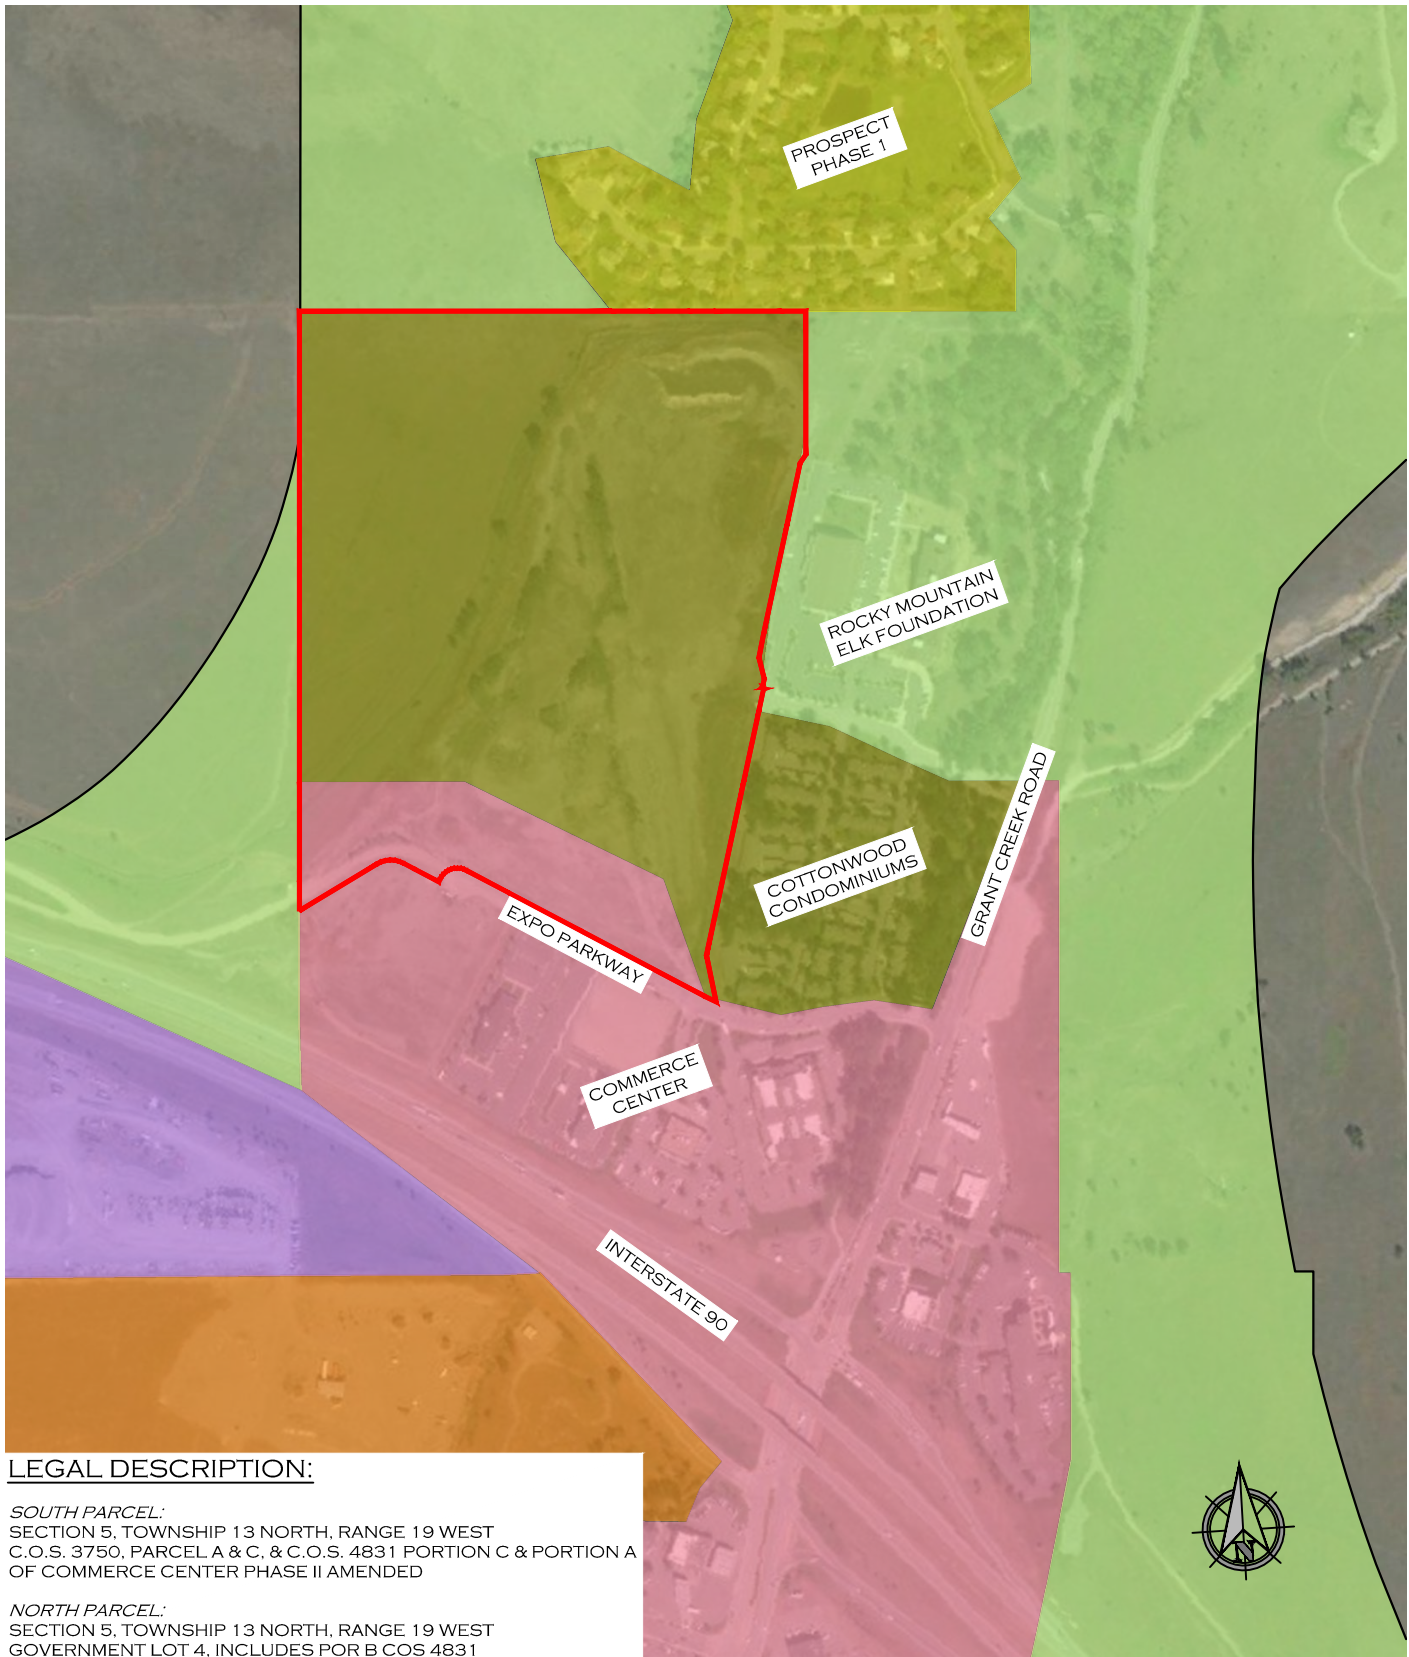 PROSPECT
PHASE 1
ROCKY MOUNTAIN
ELK FOUNDATION
GRANT CREEK ROAD
COTTONWOOD
CONDOMINIUMS
EXPO PARKWAY
COMMERCE
CENTER
INTERSTATE 90
LEGAL DESCRIPTION:
SOUTH PARCEL:
SECTION 5, TOWNSHIP 13 NORTH, RANGE 19 WEST
C.O.S. 3750, PARCEL A & C, & C.O.S. 4831 PORTION C & PORTION A
OF COMMERCE CENTER PHASE II AMENDED
NORTH PARCEL:
SECTION 5, TOWNSHIP 13 NORTH, RANGE 19 WEST
GOVERNMENT LOT 4, INCLUDES POR B COS 4831
N